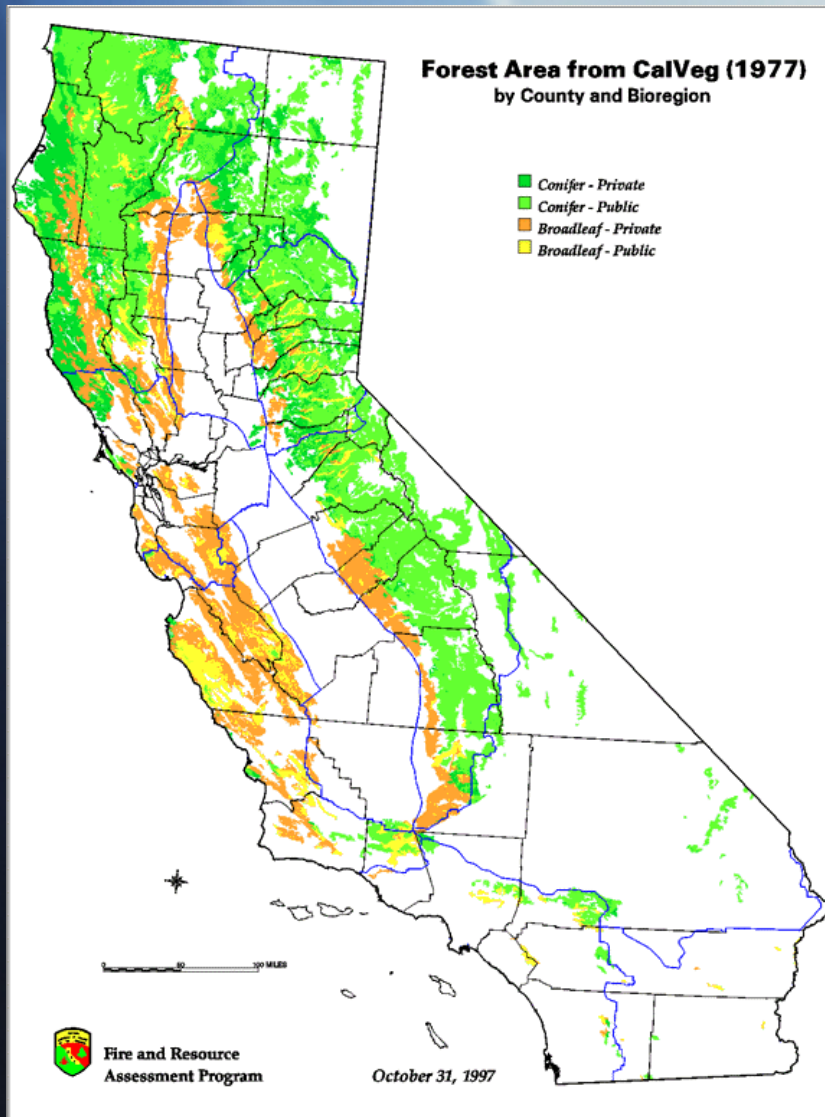 Forest Area from CalVeg (1977)
by County and Bioregion
Conifer - Private
Conifer - Public
Broadleaf - Private
Broadleaf - Public
100 MILES
Fire and Resource
Assessment Program
October 31, 1997